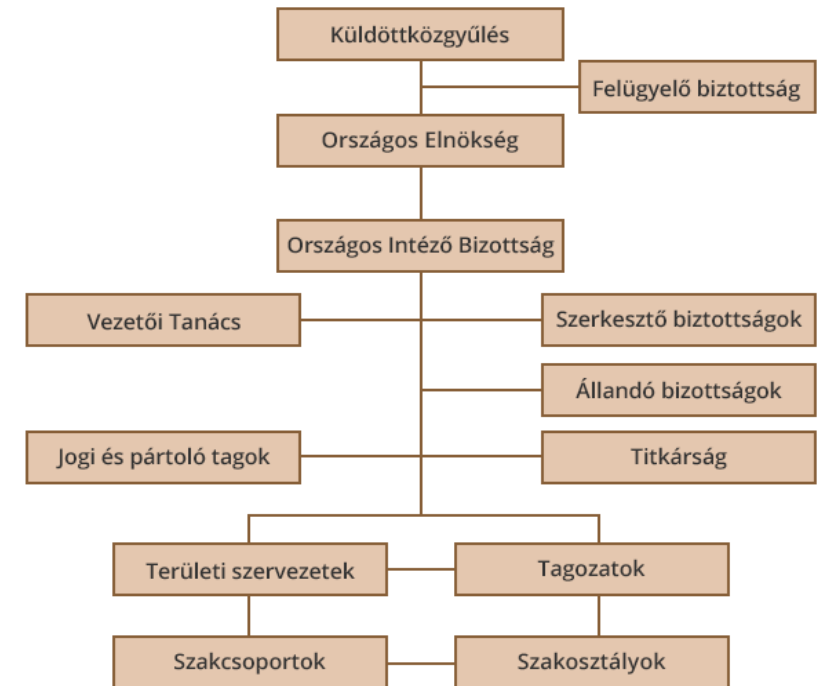 Küldöttközgyűlés
Felügyelő biztottság
Országos Elnökség
Országos Intéző Bizottság
Vezetői Tanács
Szerkesztő biztottságok
Állandó bizottságok
Jogi és pártoló tagok
Titkárság
Területi szervezetek
Tagozatok
Szakcsoportok
Szakosztályok